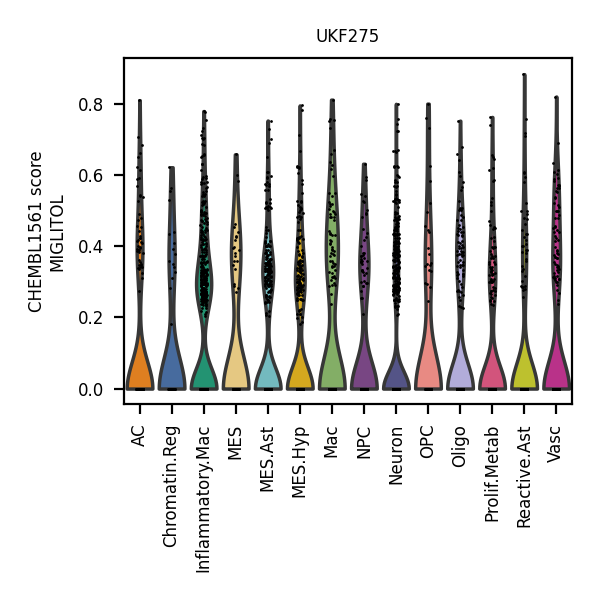 UKF275
CHEMBL1561 score
MIGLITOL
0.8
0.6
0.4
0.2
0.0
AC
Chromatin.Reg
Inflammatory.Mac
MES
MES.Ast
MES.Hyp
Mac
NPC
Neuron
OPC
Oligo
Prolif.Metab
Reactive.Ast
Vasc